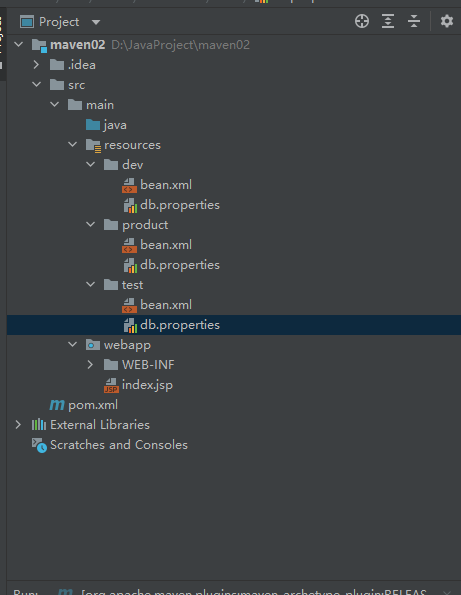 Project
maven02 D:\JavaProject\maven02
.idea
src
main
java
resources
dev
bean.xml
db.properties
product
bean.xml
db.properties
test
bean.xml
db.properties
webapp
WEB-INF
JSP index.jsp
m pom.xml
External Libraries
Scratches and Consoles
Run: m [org.apache.maven.plugins:maven-archetype-plugin:RELEAS